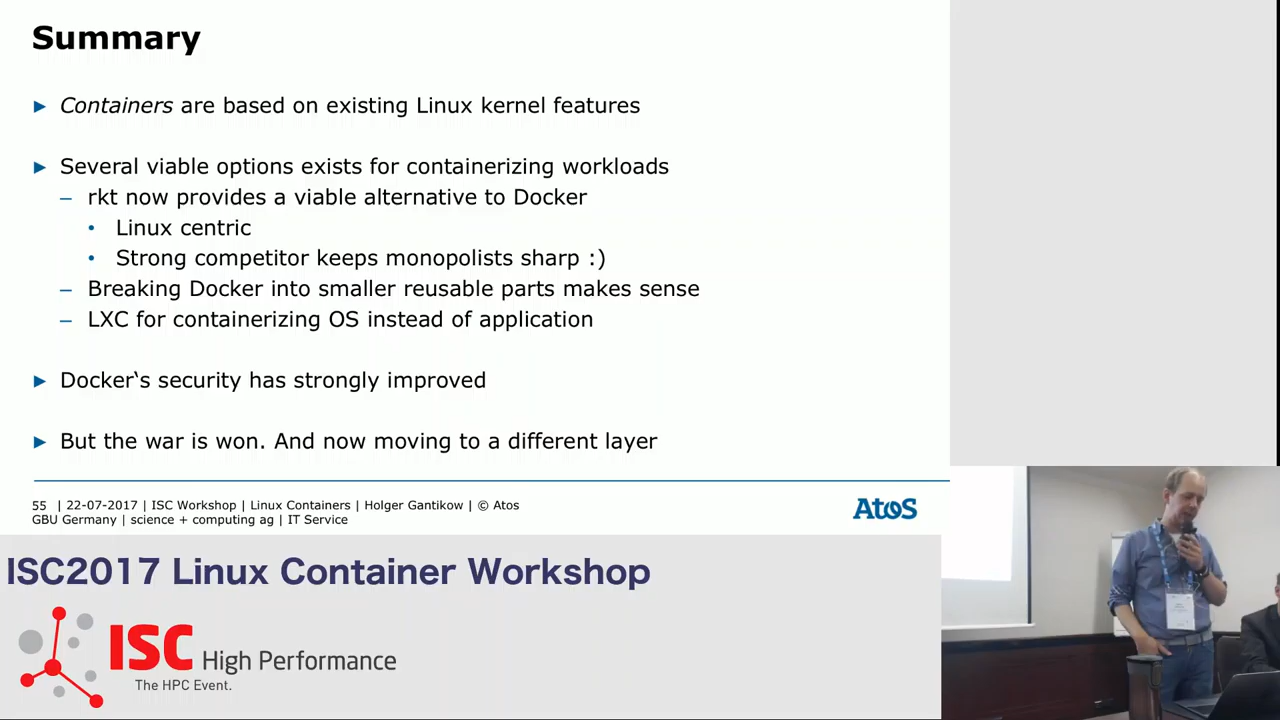 Summary
► Containers are based on existing Linux kernel features
► Several viable options exists for containerizing workloads
– rkt now provides a viable alternative to Docker
• Linux centric
• Strong competitor keeps monopolists sharp :)
– Breaking Docker into smaller reusable parts makes sense
– LXC for containerizing OS instead of application
► Docker‘s security has strongly improved
► But the war is won. And now moving to a different layer
55 | 22-07-2017 | ISC Workshop | Linux Containers | Holger Gantikow | © Atos
GBU Germany | science + computing ag | IT Service
Atos
ISC2017 Linux Container Workshop
ISC High Performance
The HPC Event.